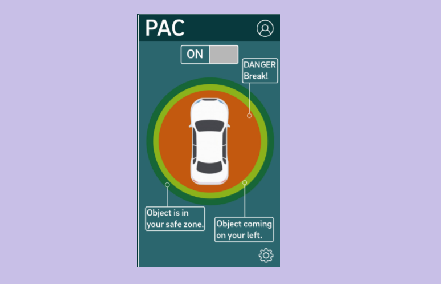 PAC
ON
DANGER
Break!
Object is in
your safe zone.
Object coming
on your left.